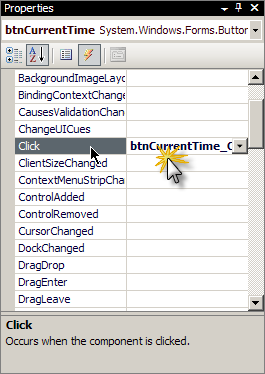 Properties
btnCurrentTime System.Windows.Forms.Button
BackgroundImageLayo
BindingContextChange
CausesValidationChan
ChangeUICues
Click btnCurrentTime_C
ClientSizeChanged
ContextMenuStripCha
ControlAdded
ControlRemoved
CursorChanged
DockChanged
DragDrop
DragEnter
DragLeave
Click
Occurs when the component is clicked.